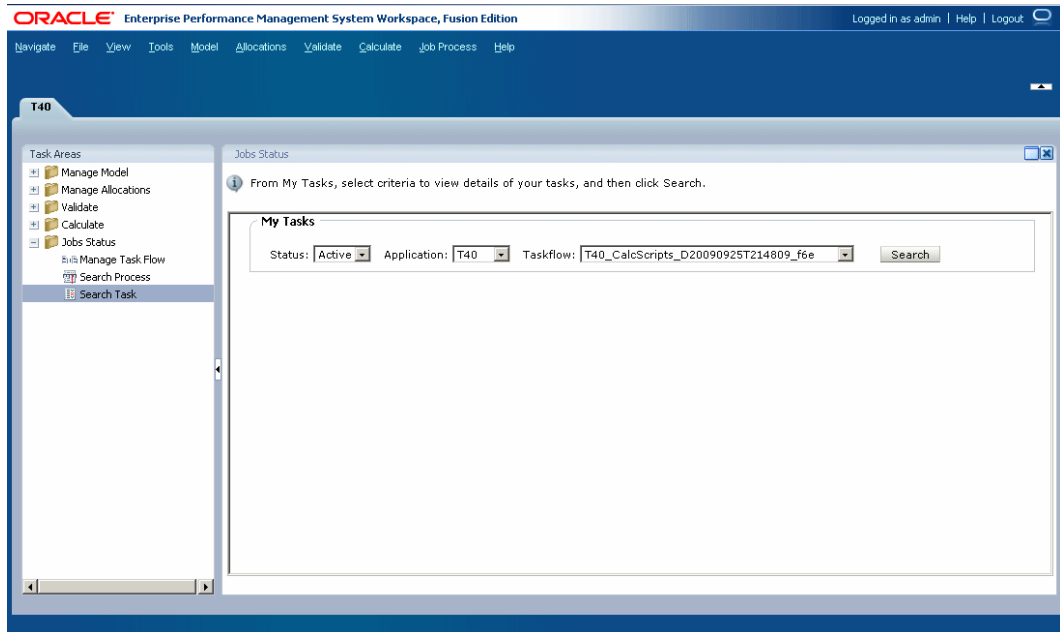 ORACLE Enterprise Performance Management System Workspace, Fusion Edition
Logged in as admin | Help | Logout
Navigate File View Tools Model Allocations Validate Calculate Job Process Help
T40
Task Areas
Manage Model
Manage Allocations
Validate
Calculate
Jobs Status
Manage Task Flow
Search Process
Search Task
Jobs Status
From My Tasks, select criteria to view details of your tasks, and then click Search.
My Tasks
Status: Active Application: T40 Taskflow: T40_CalcScripts_D20090925T214809_f6e Search